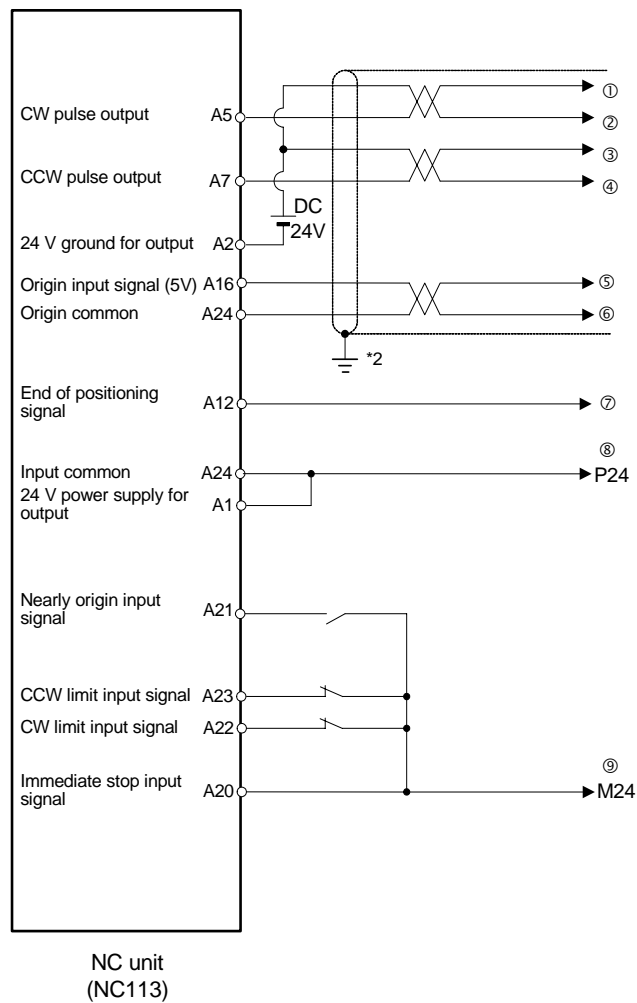 CW pulse output A5
CCW pulse output A7
DC
24V
24 V ground for output A2
Origin input signal (5V) A16
Origin common A24
①
②
③
④
⑤
⑥
*2
End of positioning
signal A12
⑦
Input common A24
24 V power supply for
output A1
⑧
P24
Nearly origin input
signal A21
CCW limit input signal A23
CW limit input signal A22
Immediate stop input
signal A20
⑨
M24
NC unit
(NC113)